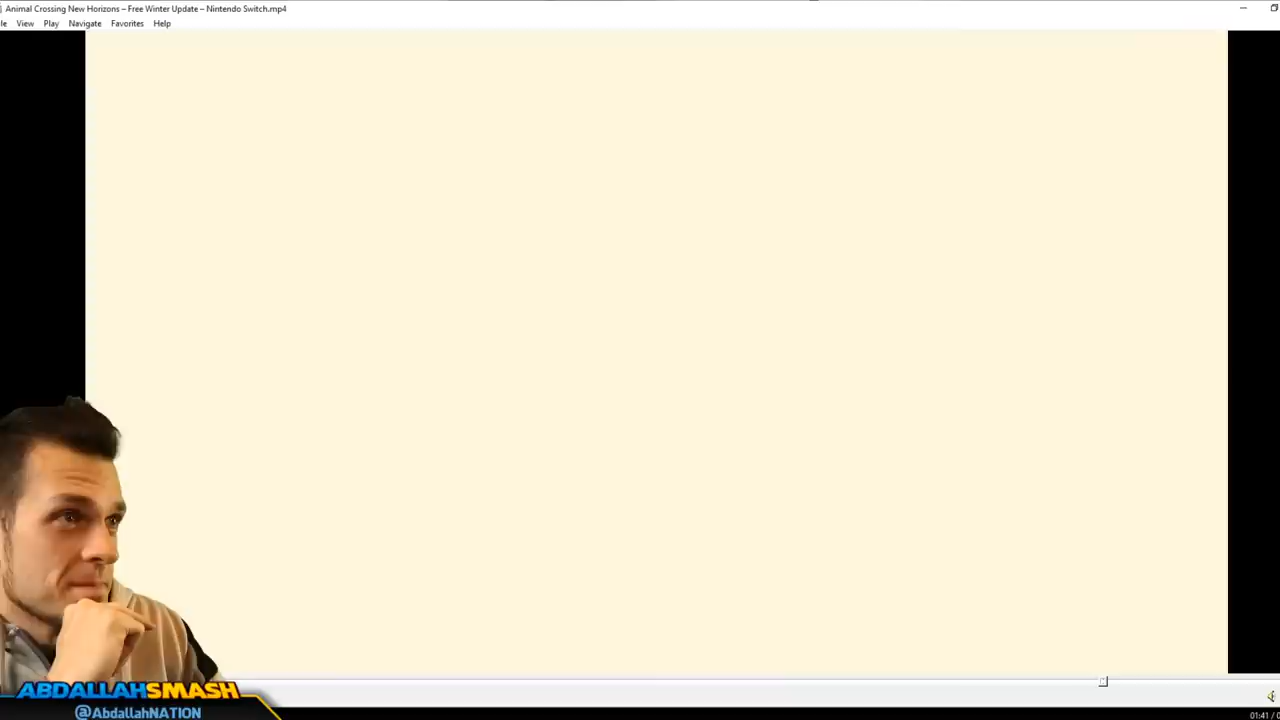 Animal Crossing New Horizons – Free Winter Update – Nintendo Switch.mp4
View Play Navigate Favorites Help
ABDALLAHSMASH
@AbdallahNATION
01:41 /